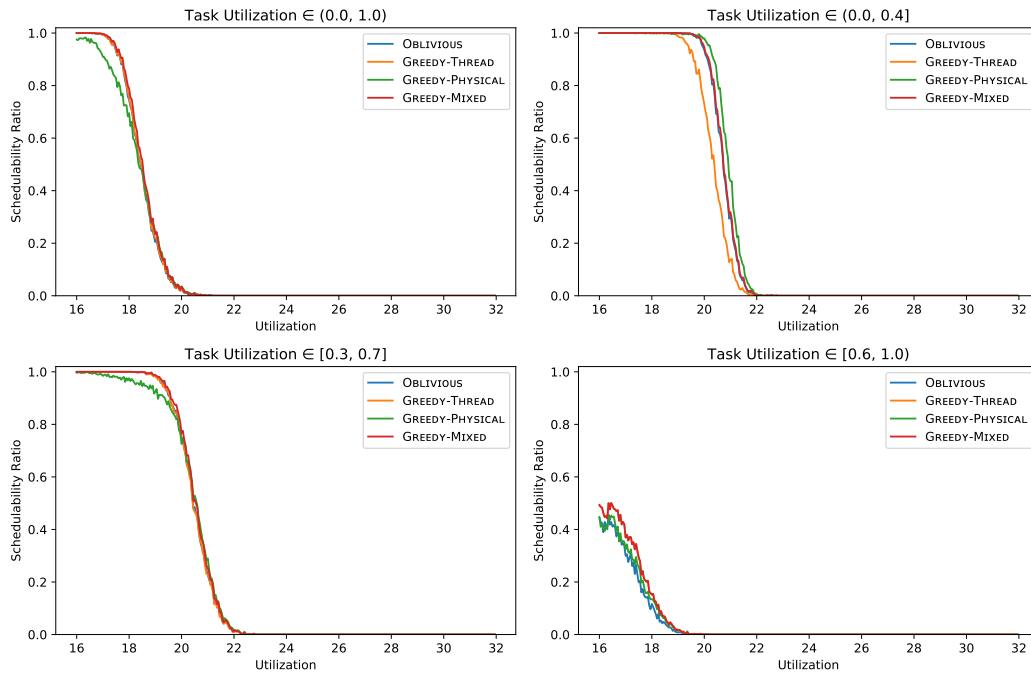 Task Utilization ∈ (0.0, 1.0)
1.0
0.8
0.6
0.4
0.2
0.0
Schedulability Ratio
Oblivious
Greedy-Thread
Greedy-Physical
Greedy-Mixed
16 18 20 22 24 26 28 30 32
Utilization
Task Utilization ∈ (0.0, 0.4]
1.0
0.8
0.6
0.4
0.2
0.0
Schedulability Ratio
Oblivious
Greedy-Thread
Greedy-Physical
Greedy-Mixed
16 18 20 22 24 26 28 30 32
Utilization
Task Utilization ∈ [0.3, 0.7]
1.0
0.8
0.6
0.4
0.2
0.0
Schedulability Ratio
Oblivious
Greedy-Thread
Greedy-Physical
Greedy-Mixed
16 18 20 22 24 26 28 30 32
Utilization
Task Utilization ∈ [0.6, 1.0)
1.0
0.8
0.6
0.4
0.2
0.0
Schedulability Ratio
Oblivious
Greedy-Thread
Greedy-Physical
Greedy-Mixed
16 18 20 22 24 26 28 30 32
Utilization